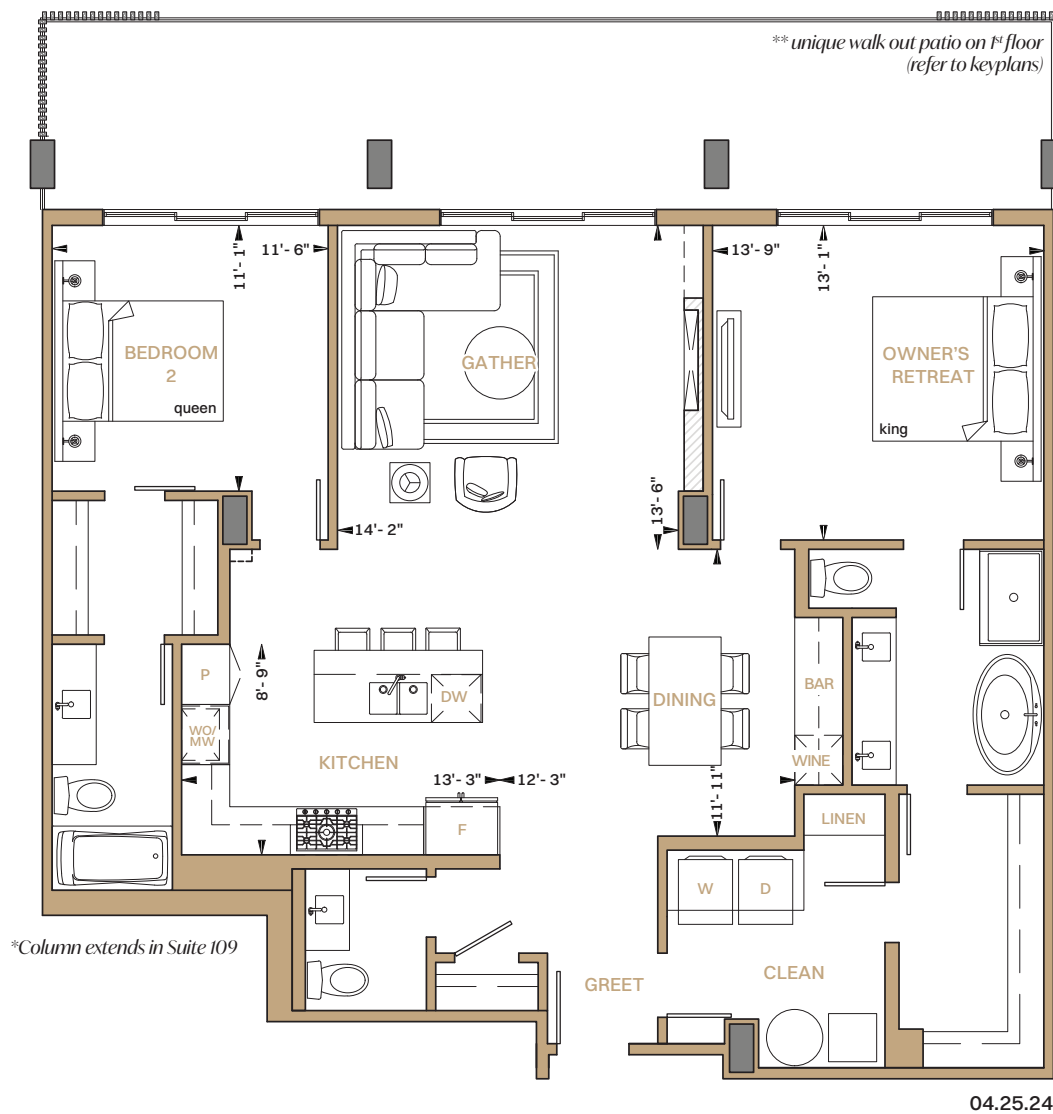 ** unique walk out patio on 1st floor
(refer to keyplans)
11'- 1"
11'- 6"
13'- 9"
13'- 1"
BEDROOM
2
queen
GATHER
OWNER'S
RETREAT
king
14'- 2"
13'- 6"
P
8'- 9"
DW
DINING
BAR
WO/
MW
KITCHEN
WINE
13'- 3"
12'- 3"
11'- 11"
F
LINEN
W
D
*Column extends in Suite 109
GREET
CLEAN
04.25.24